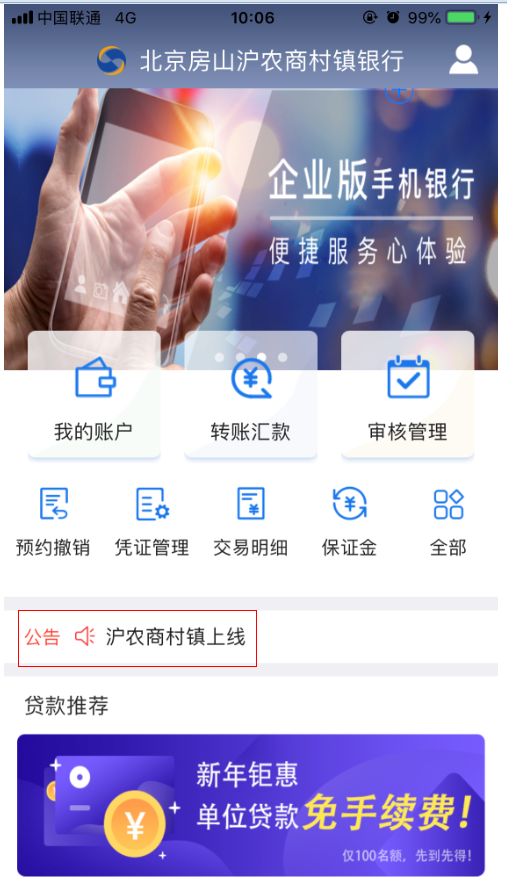 中国联通 4G 10:06 99%
北京房山沪农商村镇银行
企业版手机银行
便捷服务心体验
我的账户 转账汇款 审核管理
预约撤销 凭证管理 交易明细 保证金 全部
公告 沪农商村镇上线
贷款推荐
新年钜惠
单位贷款免手续费!
仅100名额，先到先得!